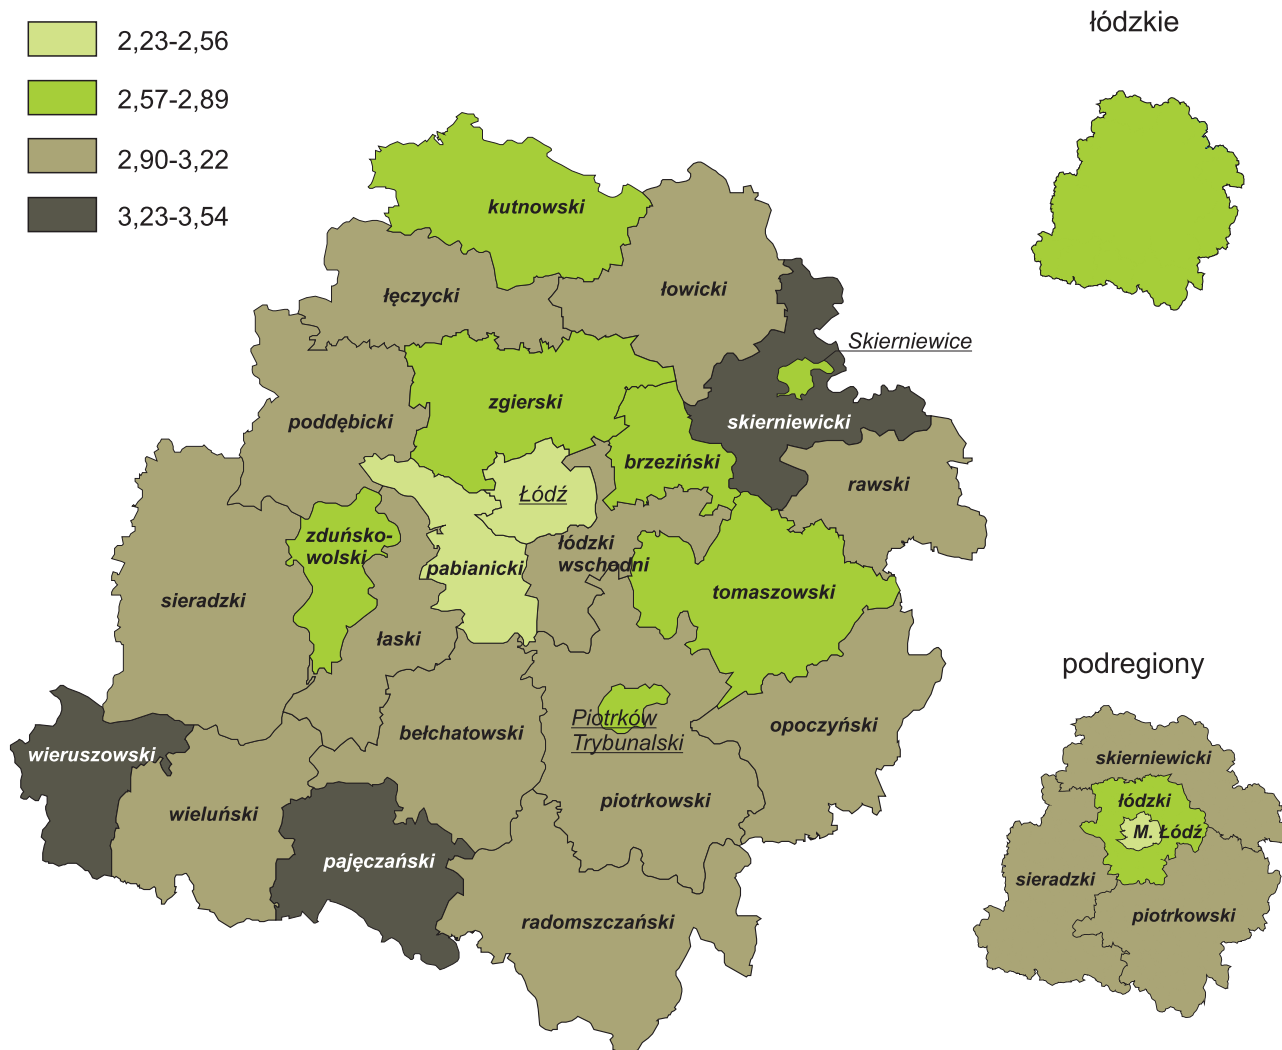 2,23-2,56
2,57-2,89
2,90-3,22
3,23-3,54
łódzkie
kutnowski
łęczycki
łowicki
Skierniewice
zgierski
poddębicki
skierniewicki
brzeziński
rawski
Łódź
zduńsko-
wolski
pabianicki
łódzki
wschodni
sieradzki
tomaszowski
łaski
podregiony
Piotrków
Trybunalski
opoczyński
bełchatowski
wieruszowski
piotrkowski
wieluński
pajęczański
radomszczański
skierniewicki
łódzki
M. Łódź
sieradzki
piotrkowski